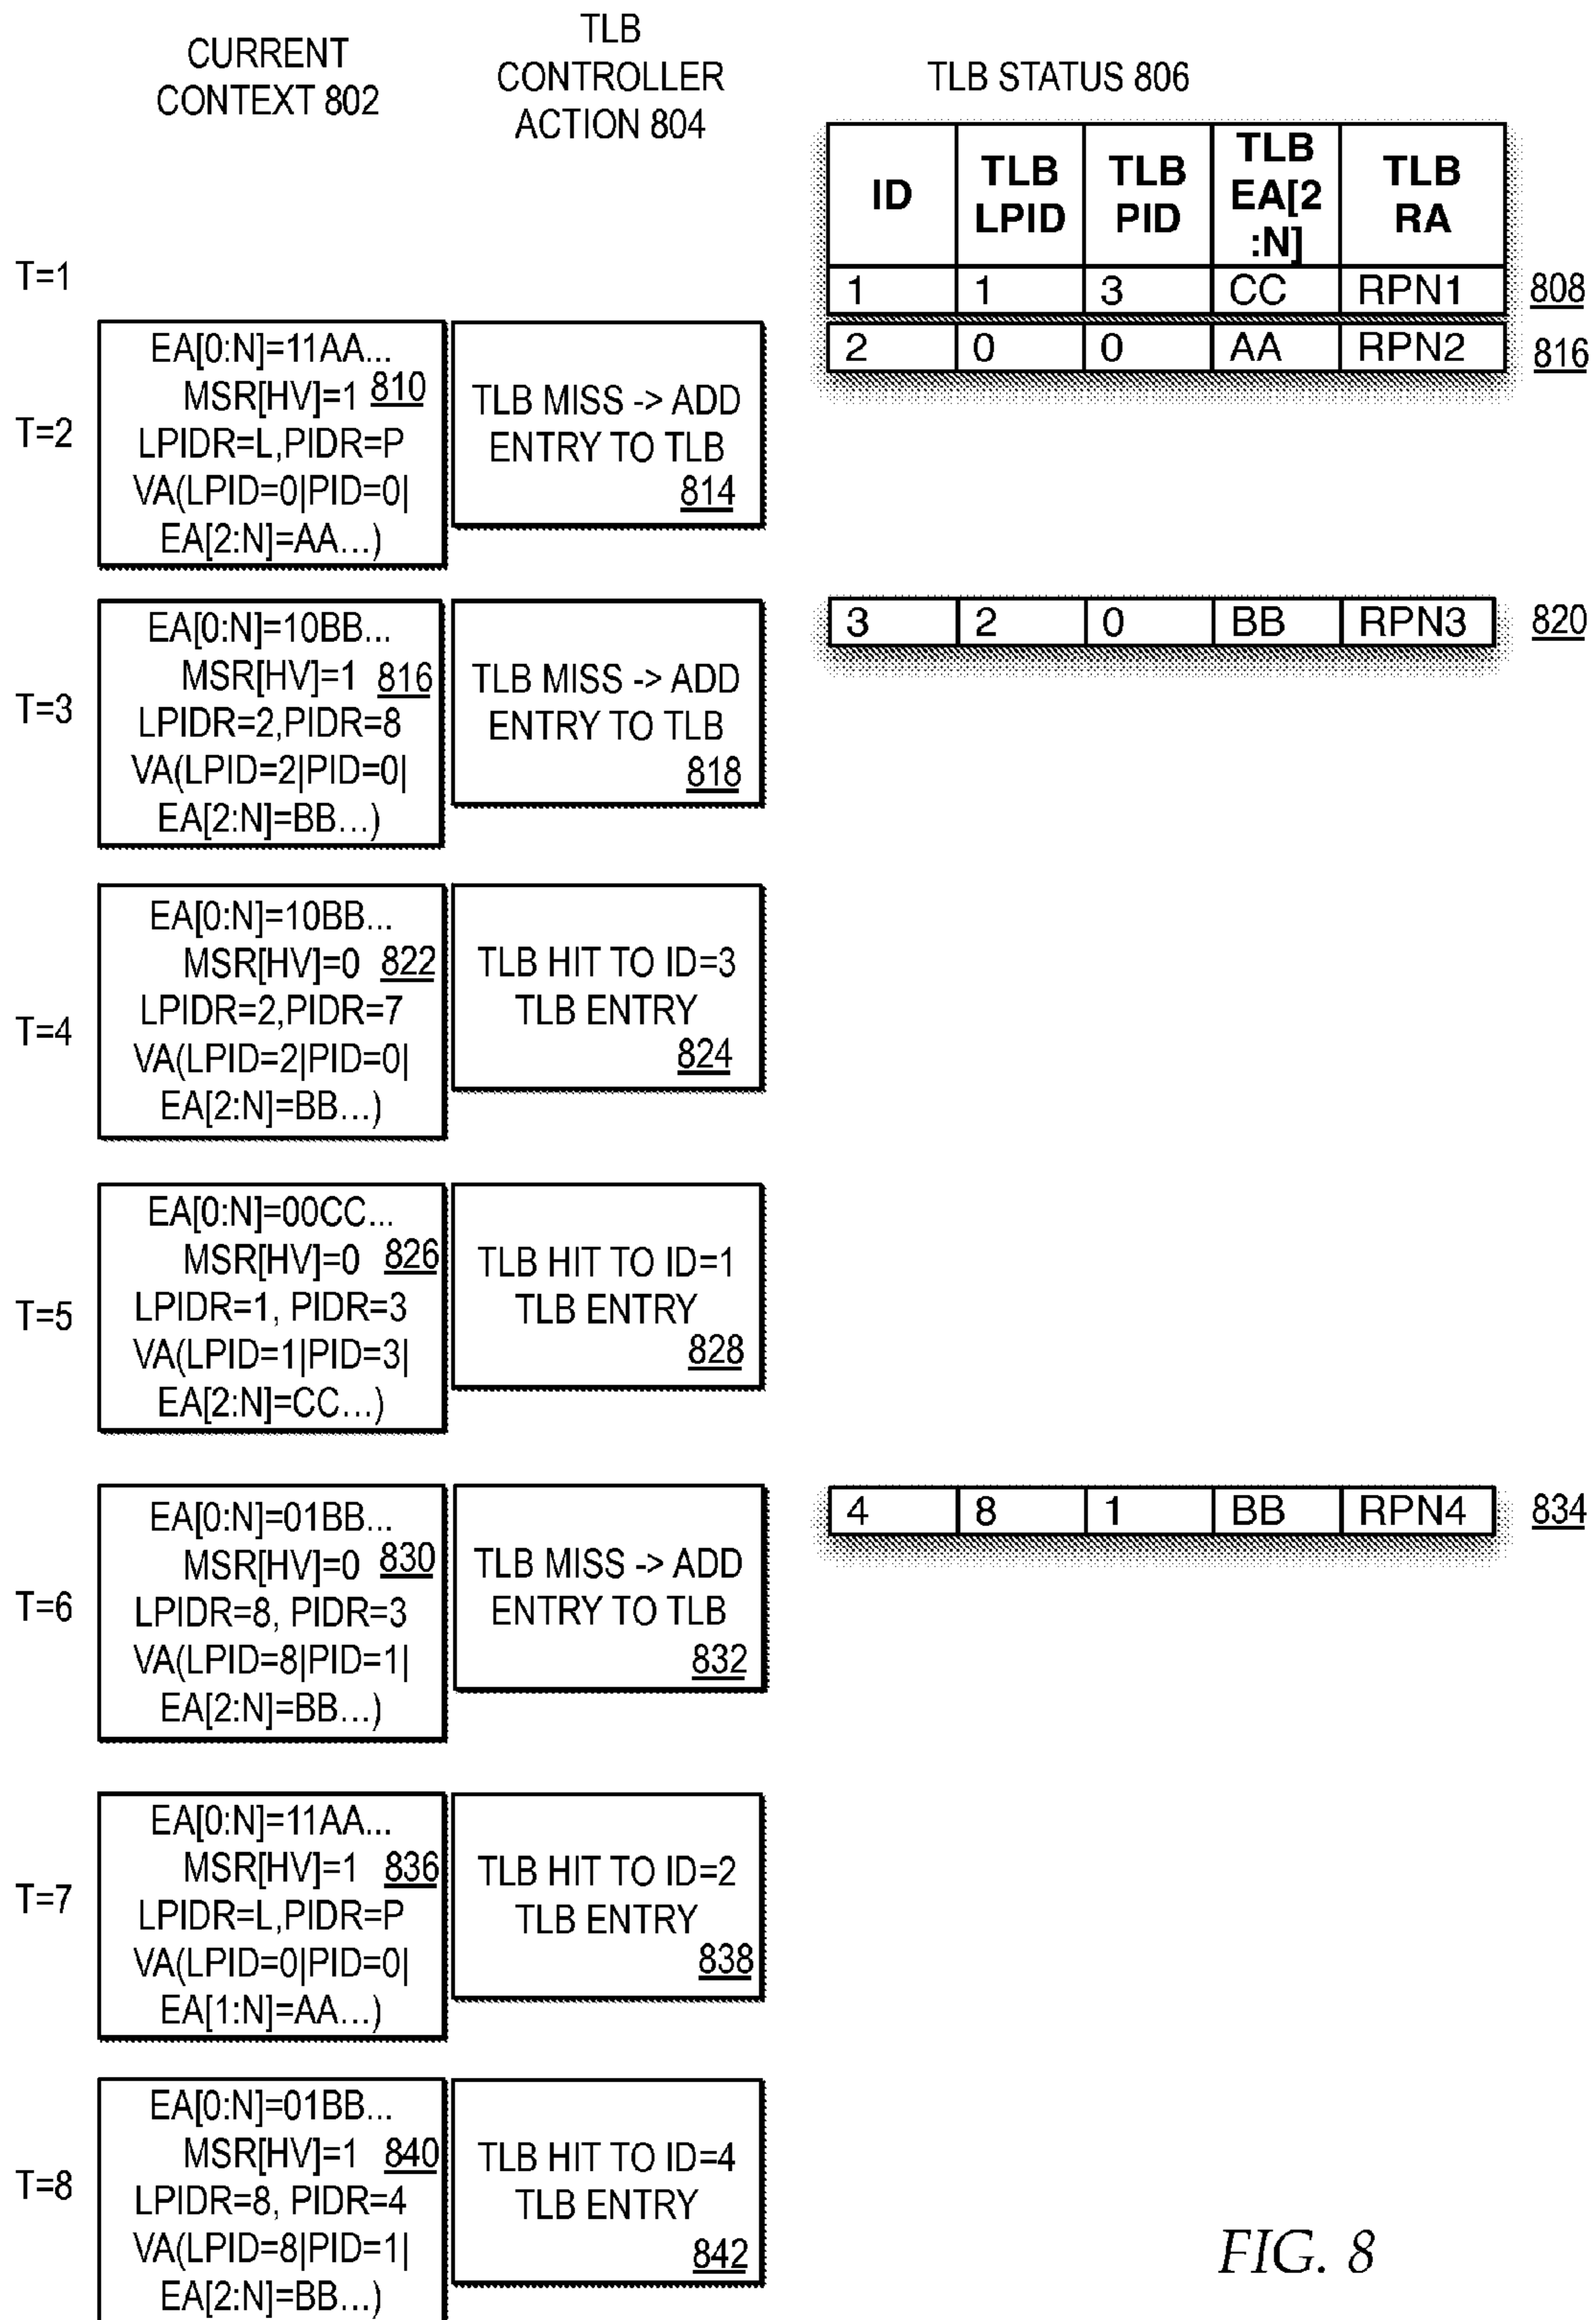 CURRENT
CONTEXT 802
TLB
CONTROLLER
ACTION 804
TLB STATUS 806
ID
TLB
LPID
TLB
PID
TLB
EA[2
:N]
TLB
RA
T=1
1 1 3 CC RPN1 808
2 0 0 AA RPN2 816
T=2
EA[0:N]=11AA...
MSR[HV]=1 810
LPIDR=L,PIDR=P
VA(LPID=0|PID=0|
EA[2:N]=AA...)
TLB MISS -> ADD
ENTRY TO TLB
814
T=3
EA[0:N]=10BB...
MSR[HV]=1 816
LPIDR=2,PIDR=8
VA(LPID=2|PID=0|
EA[2:N]=BB...)
TLB MISS -> ADD
ENTRY TO TLB
818
3 2 0 BB RPN3 820
T=4
EA[0:N]=10BB...
MSR[HV]=0 822
LPIDR=2,PIDR=7
VA(LPID=2|PID=0|
EA[2:N]=BB...)
TLB HIT TO ID=3
TLB ENTRY
824
T=5
EA[0:N]=00CC...
MSR[HV]=0 826
LPIDR=1, PIDR=3
VA(LPID=1|PID=3|
EA[2:N]=CC...)
TLB HIT TO ID=1
TLB ENTRY
828
T=6
EA[0:N]=01BB...
MSR[HV]=0 830
LPIDR=8, PIDR=3
VA(LPID=8|PID=1|
EA[2:N]=BB...)
TLB MISS -> ADD
ENTRY TO TLB
832
4 8 1 BB RPN4 834
T=7
EA[0:N]=11AA...
MSR[HV]=1 836
LPIDR=L,PIDR=P
VA(LPID=0|PID=0|
EA[1:N]=AA...)
TLB HIT TO ID=2
TLB ENTRY
838
T=8
EA[0:N]=01BB...
MSR[HV]=1 840
LPIDR=8, PIDR=4
VA(LPID=8|PID=1|
EA[2:N]=BB...)
TLB HIT TO ID=4
TLB ENTRY
842
FIG. 8